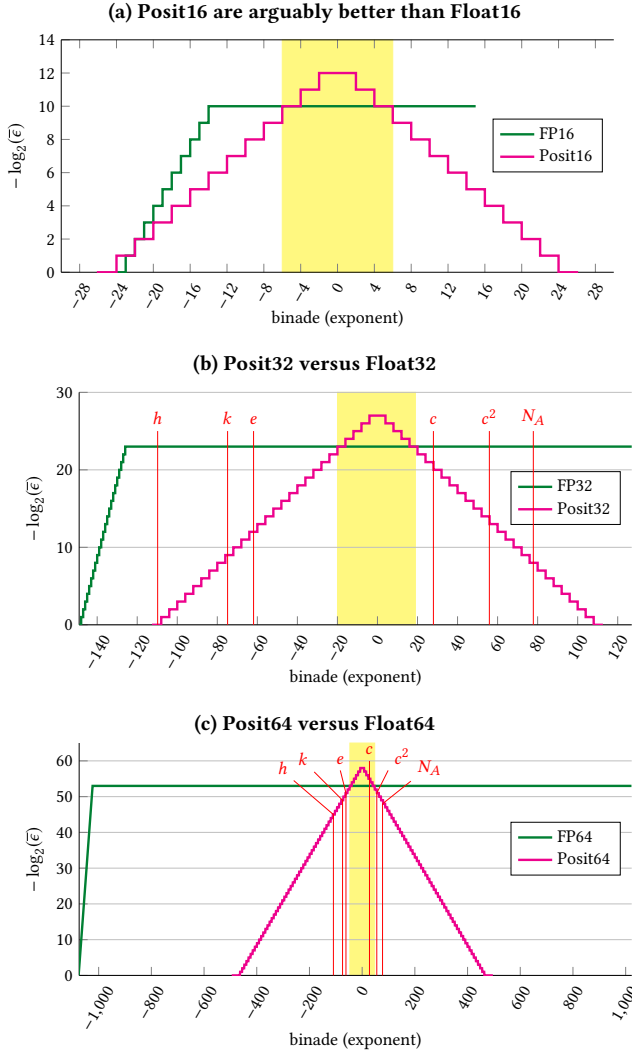 (a) Posit16 are arguably better than Float16
14
12
10
8
6
4
2
0
− log₂(ε̅)
FP16
Posit16
−28 −24 −20 −16 −12 −8 −4 0 4 8 12 16 20 24 28
binade (exponent)
(b) Posit32 versus Float32
30
20
10
0
− log₂(ε̅)
h k e c c² N_A
FP32
Posit32
−140 −120 −100 −80 −60 −40 −20 0 20 40 60 80 100 120
binade (exponent)
(c) Posit64 versus Float64
60
50
40
30
20
10
0
− log₂(ε̅)
h k e c c² N_A
FP64
Posit64
−1,000 −800 −600 −400 −200 0 200 400 600 800 1,000
binade (exponent)